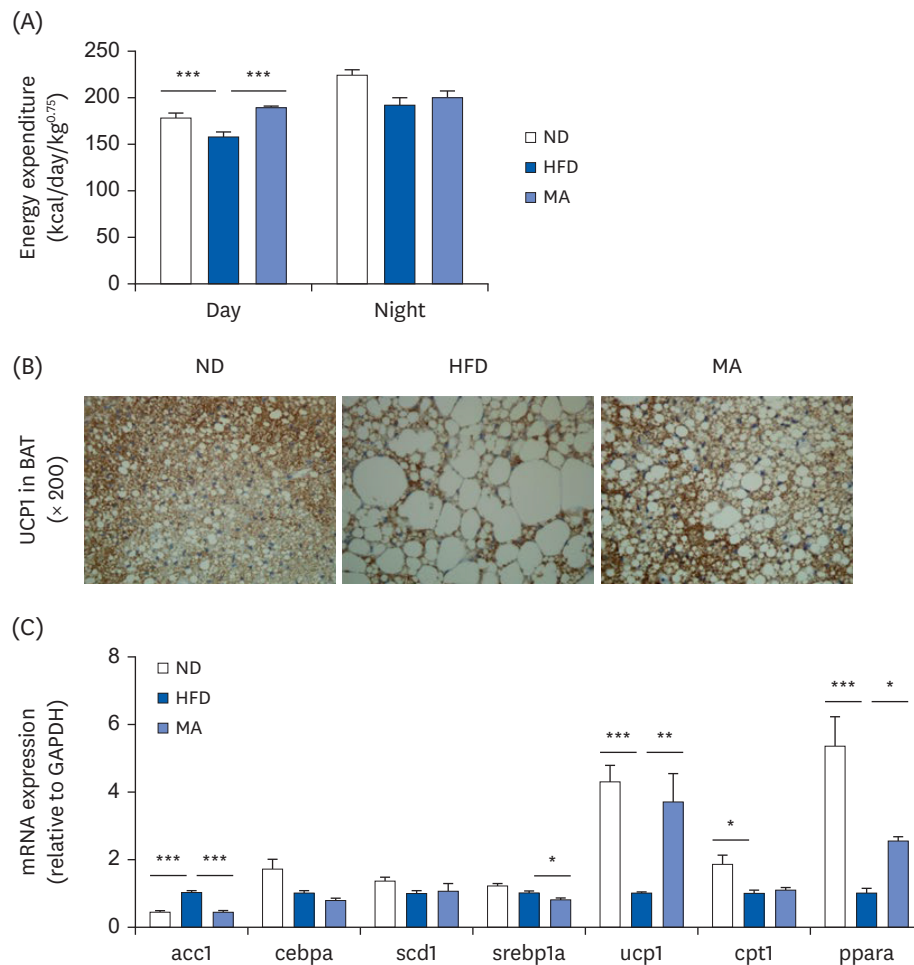 (A)
250
200
150
100
50
0
Energy expenditure
(kcal/day/kg^0.75)
***
***
Day
Night
ND
HFD
MA
(B)
ND
HFD
MA
UCP1 in BAT
(× 200)
(C)
8
6
4
2
0
mRNA expression
(relative to GAPDH)
ND
HFD
MA
***
***
*
***
**
*
***
*
acc1
cebpa
scd1
srebp1a
ucp1
cpt1
ppara